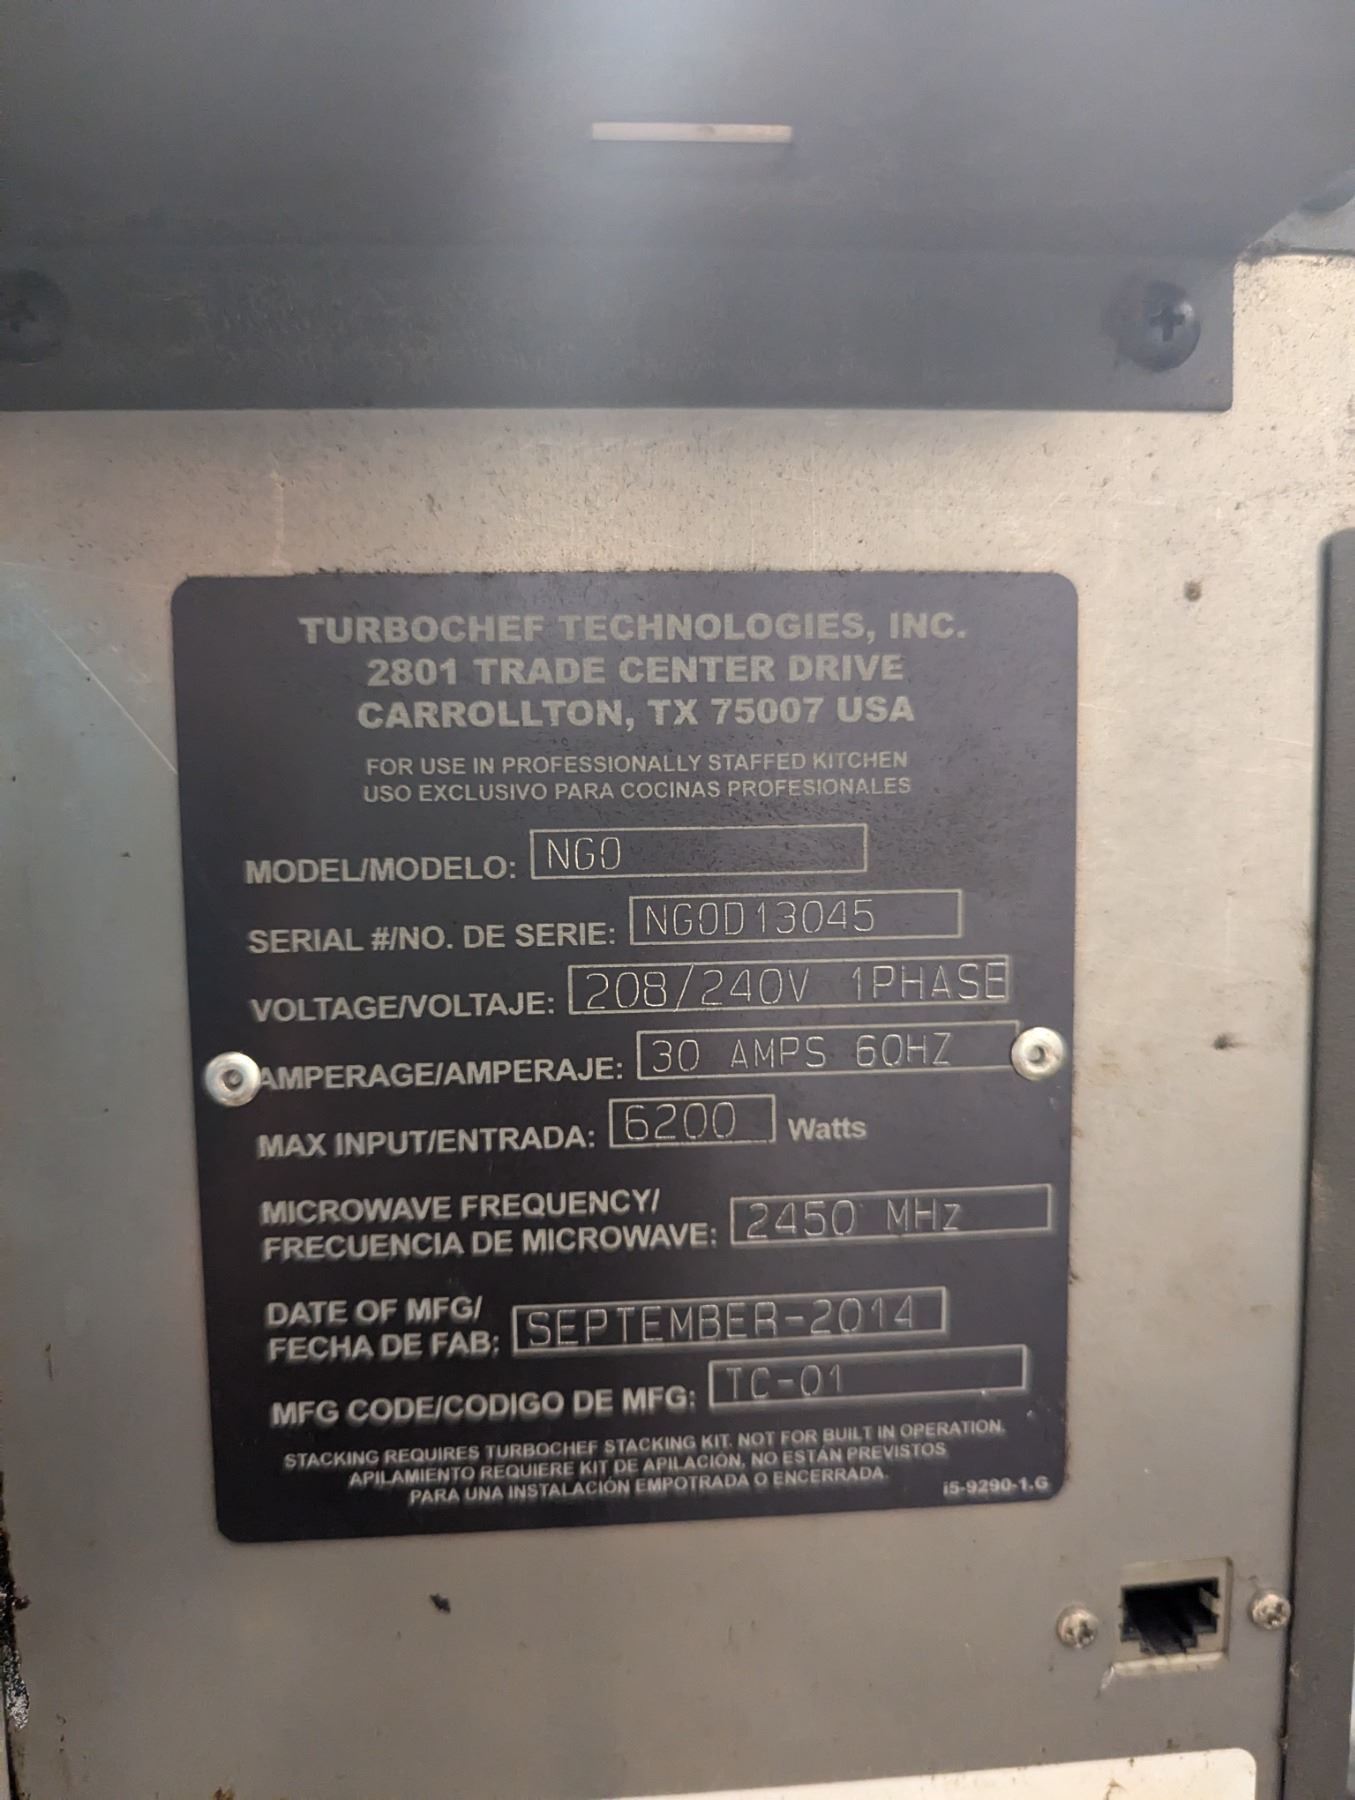 TURBOCHEF TECHNOLOGIES, INC.
2801 TRADE CENTER DRIVE
CARROLLTON, TX 75007 USA
FOR USE IN PROFESSIONALLY STAFFED KITCHEN
USO EXCLUSIVO PARA COCINAS PROFESIONALES
MODEL/MODELO: NGO
SERIAL #/NO. DE SERIE: NGOD13045
VOLTAGE/VOLTAJE: 208/240V 1PHASE
AMPERAGE/AMPERAJE: 30 AMPS 60HZ
MAX INPUT/ENTRADA: 6200 Watts
MICROWAVE FREQUENCY/
FRECUENCIA DE MICROWAVE: 2450 MHz
DATE OF MFG/
FECHA DE FAB: SEPTEMBER-2014
MFG CODE/CODIGO DE MFG: TC-01
STACKING REQUIRES TURBOCHEF STACKING KIT. NOT FOR BUILT IN OPERATION.
APILAMIENTO REQUIERE KIT DE APILACIÓN, NO ESTÁN PREVISTOS
PARA UNA INSTALACIÓN EMPOTRADA O ENCERRADA.
i5-9290-1.G